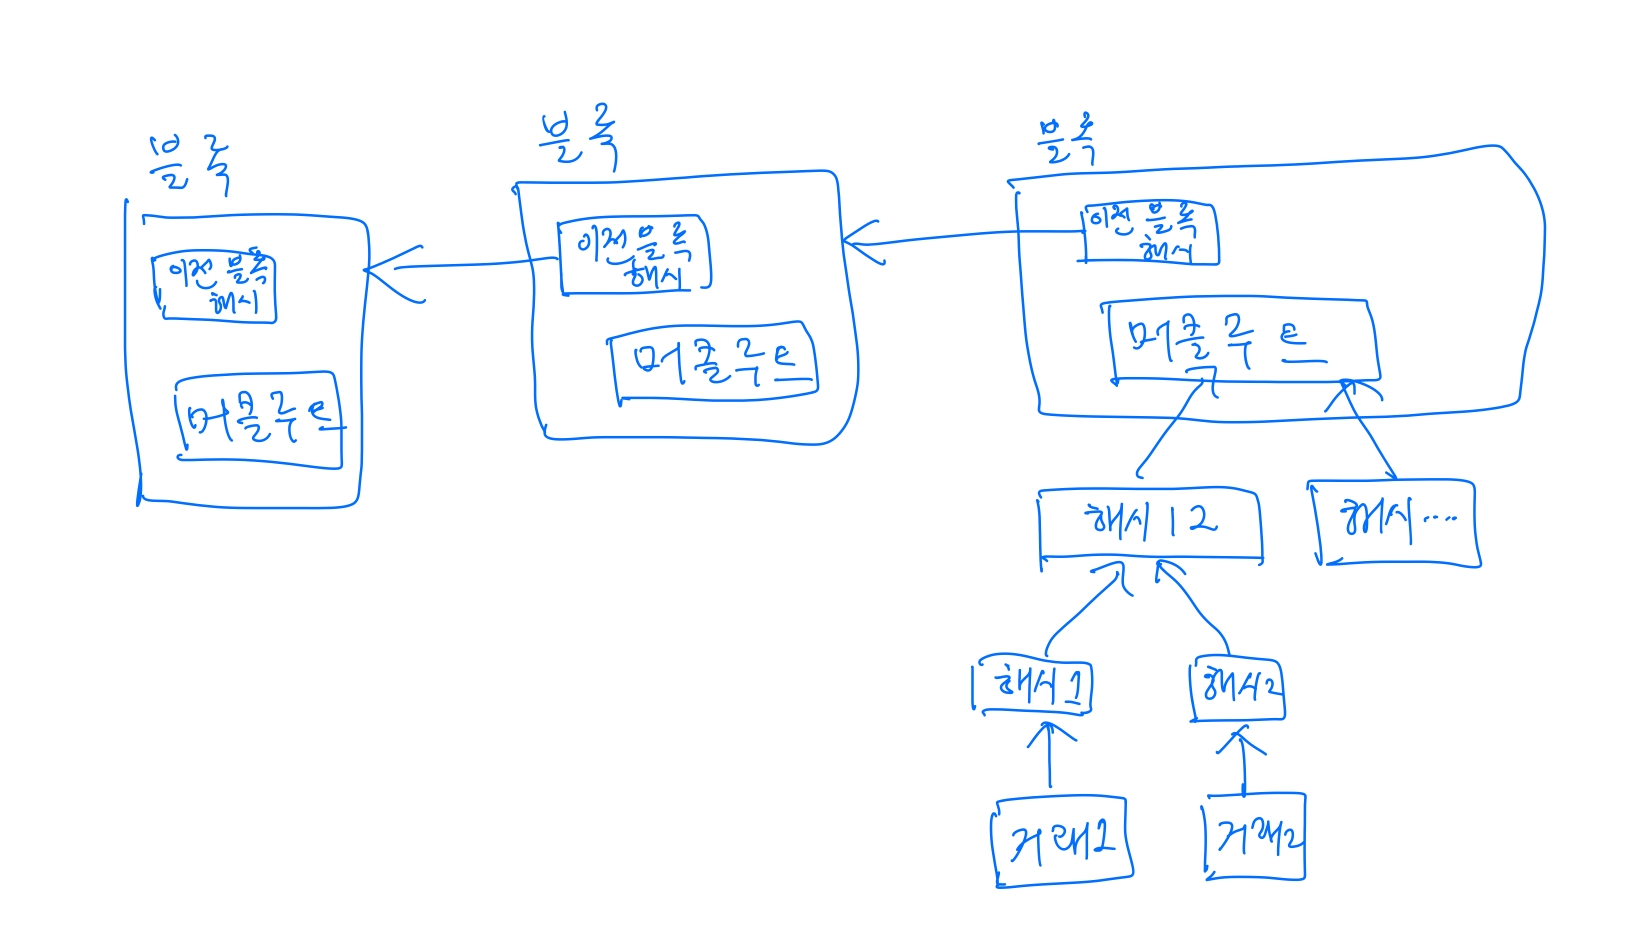 블록
이전 블록
해시
머클루트
블록
이전 블록
해시
머클루트
블록
이전 블록
해시
머클루트
해시 12
해시....
해시1
해시2
거래1
거래2